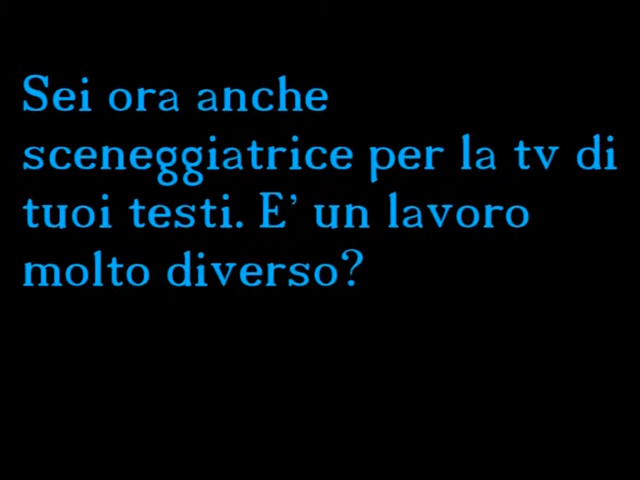 Sei ora anche
sceneggiatrice per la tv di
tuoi testi. E' un lavoro
molto diverso?